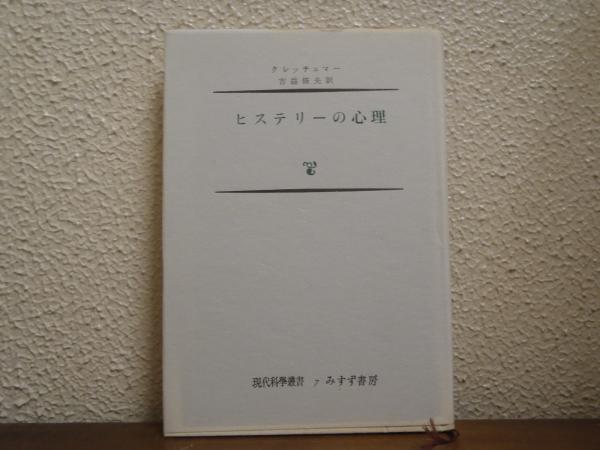 クレッチュマー
吉益脩夫訳
ヒステリーの心理
現代科學叢書 7 みすず書房